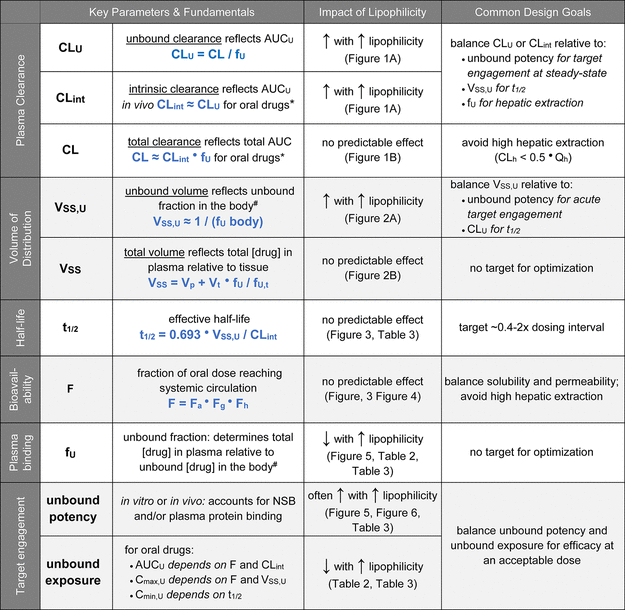 Key Parameters & Fundamentals
Impact of Lipophilicity
Common Design Goals
Plasma Clearance
CLU
unbound clearance reflects AUCU
CLU = CL / fU
↑ with ↑ lipophilicity
(Figure 1A)
balance CLU or CLint relative to:
• unbound potency for target
engagement at steady-state
• VSS,U for t1/2
• fU for hepatic extraction
CLint
intrinsic clearance reflects AUCU
in vivo CLint ≈ CLU for oral drugs*
↑ with ↑ lipophilicity
(Figure 1A)
CL
total clearance reflects total AUC
CL ≈ CLint • fU for oral drugs*
no predictable effect
(Figure 1B)
avoid high hepatic extraction
(CLh < 0.5 • Qh)
Volume of
Distribution
VSS,U
unbound volume reflects unbound
fraction in the body#
VSS,U ≈ 1 / (fU body)
↑ with ↑ lipophilicity
(Figure 2A)
balance VSS,U relative to:
• unbound potency for acute
target engagement
• CLU for t1/2
VSS
total volume reflects total [drug] in
plasma relative to tissue
VSS = Vp + Vt • fU / fU,t
no predictable effect
(Figure 2B)
no target for optimization
Half-life
t1/2
effective half-life
t1/2 = 0.693 • VSS,U / CLint
no predictable effect
(Figure 3, Table 3)
target ~0.4-2x dosing interval
Bioavail-
ability
F
fraction of oral dose reaching
systemic circulation
F = Fa • Fg • Fh
no predictable effect
(Figure, 3 Figure 4)
balance solubility and permeability;
avoid high hepatic extraction
Plasma
binding
fU
unbound fraction: determines total
[drug] in plasma relative to
unbound [drug] in the body#
↓ with ↑ lipophilicity
(Figure 5, Table 2,
Table 3)
no target for optimization
Target engagement
unbound
potency
in vitro or in vivo: accounts for NSB
and/or plasma protein binding
often ↑ with ↑ lipophilicity
(Figure 5, Figure 6,
Table 3)
balance unbound potency and
unbound exposure for efficacy at
an acceptable dose
unbound
exposure
for oral drugs:
• AUCU depends on F and CLint
• Cmax,U depends on F and VSS,U
• Cmin,U depends on t1/2
↓ with ↑ lipophilicity
(Table 2, Table 3)